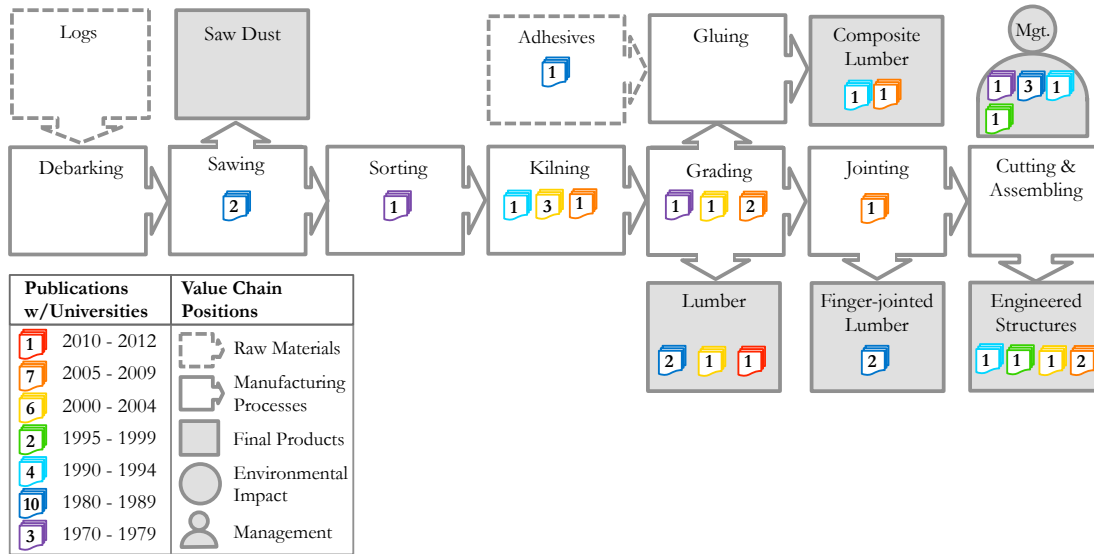 Logs
Saw Dust
Adhesives
1
Gluing
Composite
Lumber
1 1
Mgt.
1 3 1
1
Debarking
Sawing
2
Sorting
1
Kilning
1 3 1
Grading
1 1 2
Jointing
1
Cutting &
Assembling
Lumber
2 1 1
Finger-jointed
Lumber
2
Engineered
Structures
1 1 1 2
Publications
w/Universities
1 2010 - 2012
7 2005 - 2009
6 2000 - 2004
2 1995 - 1999
4 1990 - 1994
10 1980 - 1989
3 1970 - 1979
Value Chain
Positions
Raw Materials
Manufacturing
Processes
Final Products
Environmental
Impact
Management